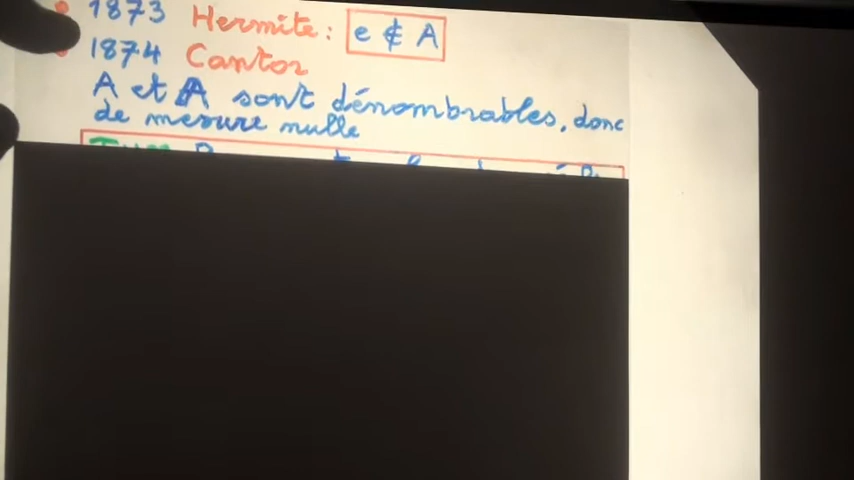 1873 Hermite: e ∉ A
1874 Cantor
A et 𝔸 sont dénombrables, donc
de mesure nulle